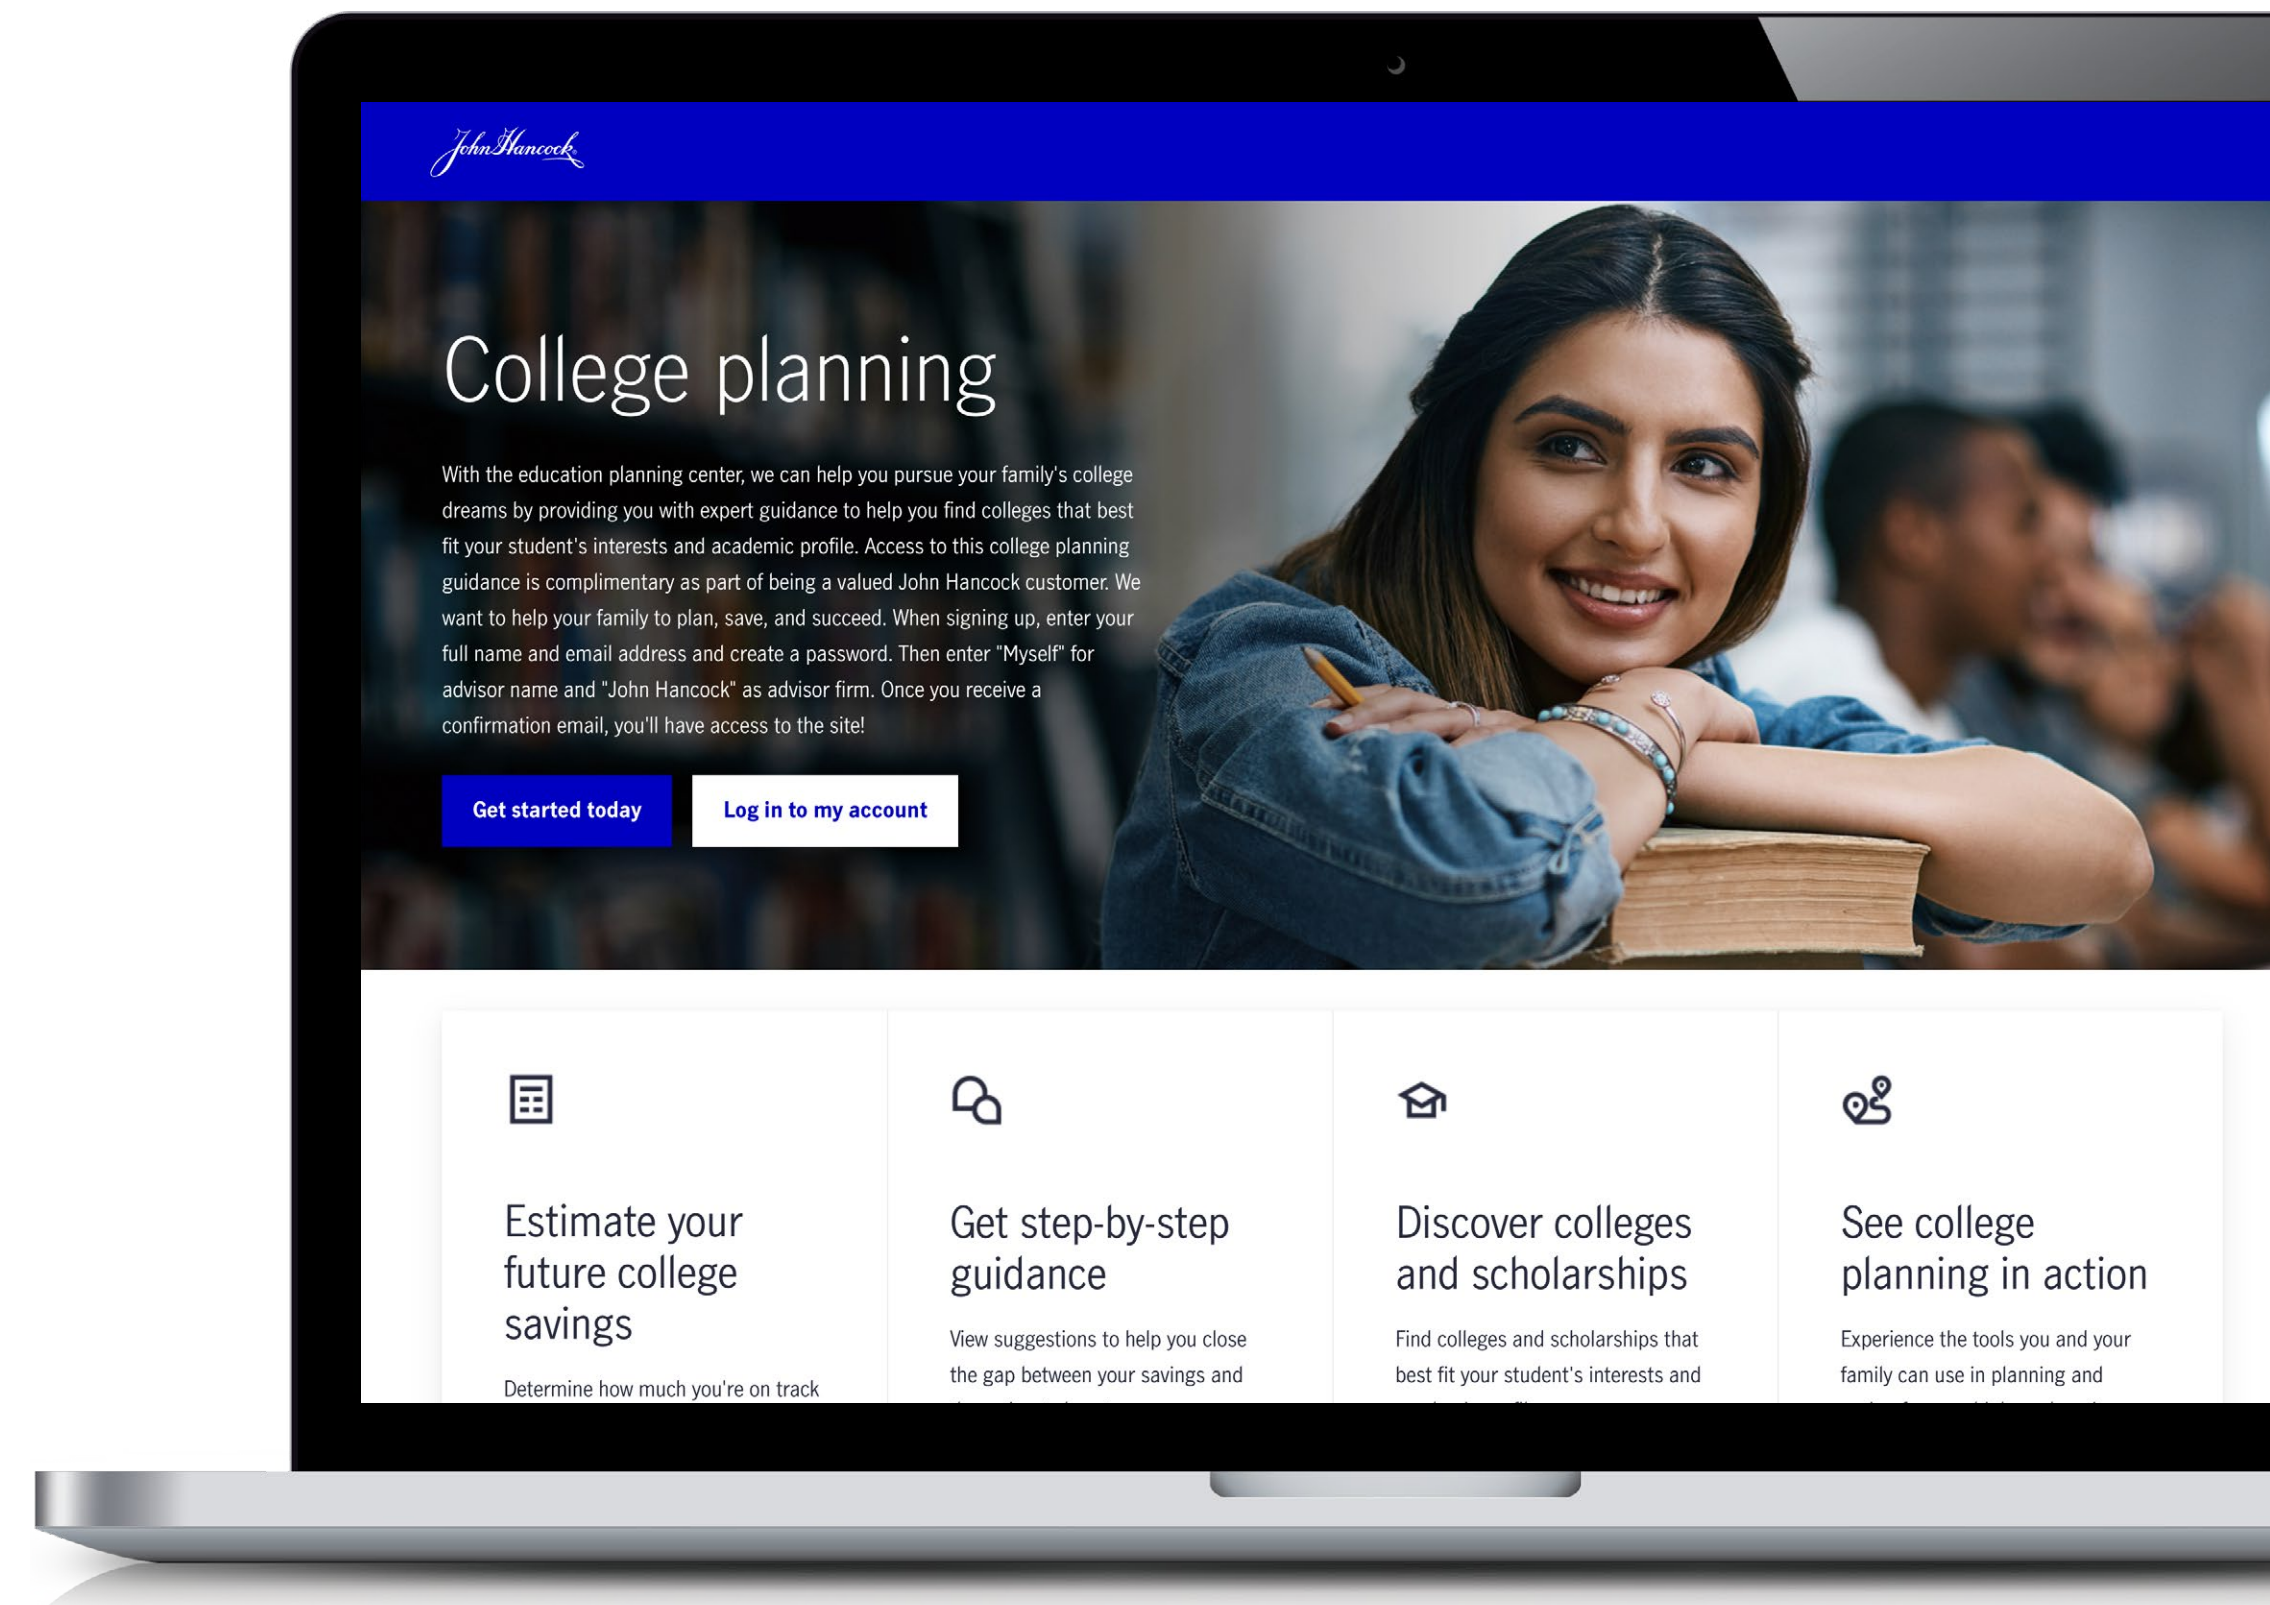 John Hancock
College planning
With the education planning center, we can help you pursue your family's college
dreams by providing you with expert guidance to help you find colleges that best
fit your student's interests and academic profile. Access to this college planning
guidance is complimentary as part of being a valued John Hancock customer. We
want to help your family to plan, save, and succeed. When signing up, enter your
full name and email address and create a password. Then enter "Myself" for
advisor name and "John Hancock" as advisor firm. Once you receive a
confirmation email, you'll have access to the site!
Get started today
Log in to my account
Estimate your
future college
savings
Determine how much you're on track
Get step-by-step
guidance
View suggestions to help you close
the gap between your savings and
Discover colleges
and scholarships
Find colleges and scholarships that
best fit your student's interests and
See college
planning in action
Experience the tools you and your
family can use in planning and